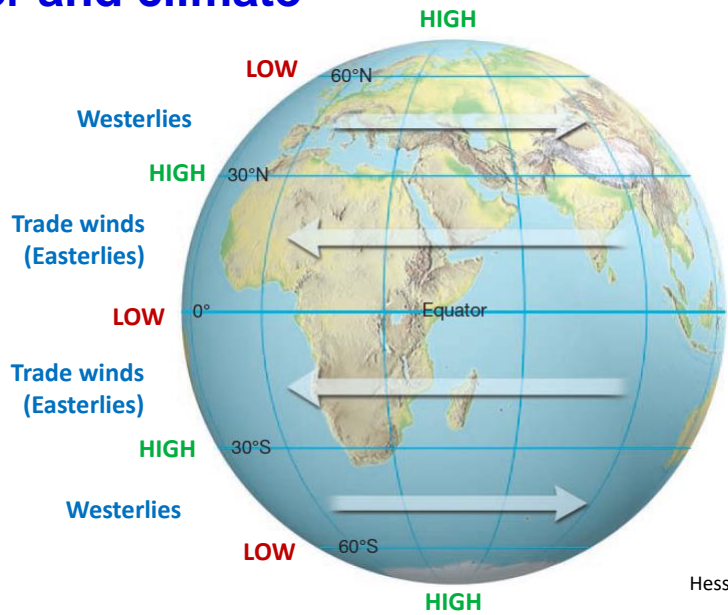 and climate
HIGH
LOW
60°N
Westerlies
HIGH
30°N
Trade winds
(Easterlies)
LOW
0°
Equator
Trade winds
(Easterlies)
HIGH
30°S
Westerlies
LOW
60°S
Hess
HIGH